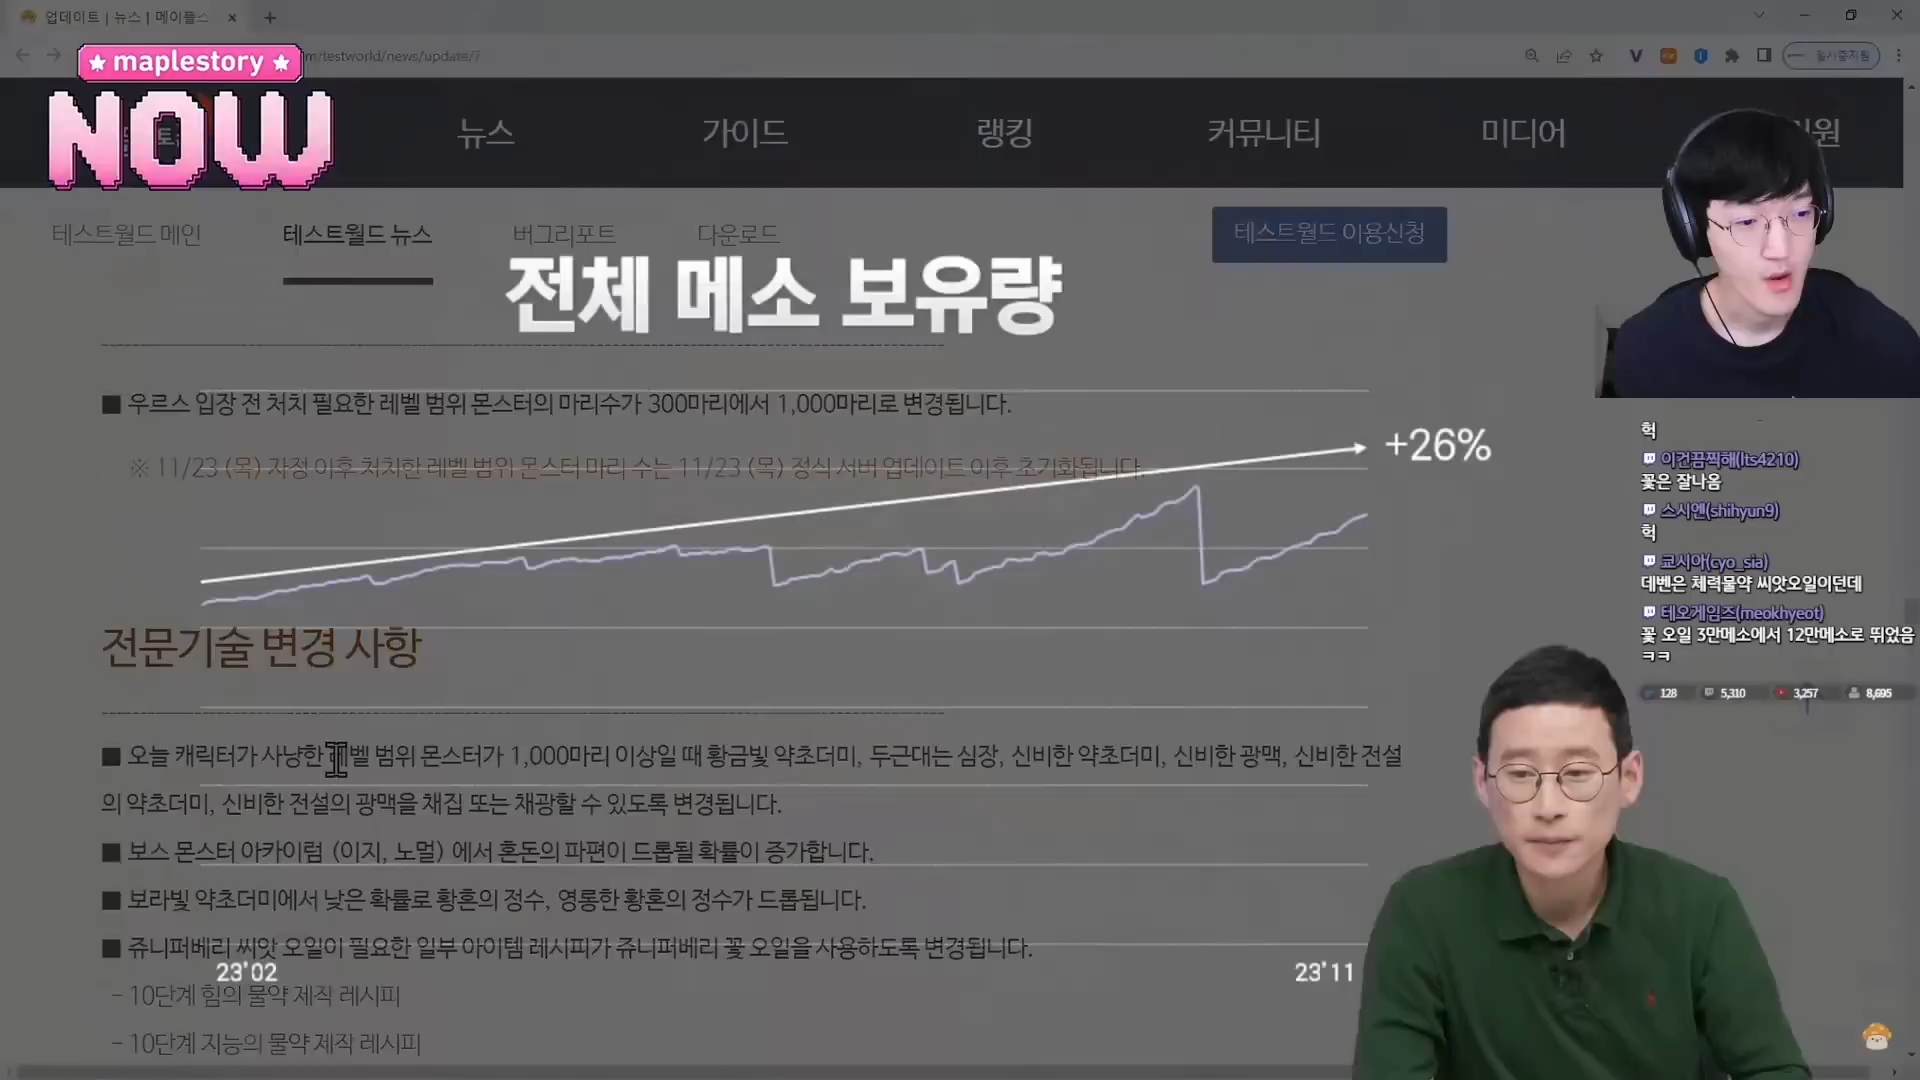 업데이트 | 뉴스 | 메이플스
m/testworld/news/update/7
일시중지됨
maplestory
NOW
뉴스
가이드
랭킹
커뮤니티
미디어
원
테스트월드 메인
테스트월드 뉴스
버그리포트
다운로드
테스트월드 이용신청
전체 메소 보유량
■ 우르스 입장 전 처치 필요한 레벨 범위 몬스터의 마리수가 300마리에서 1,000마리로 변경됩니다.
+26%
※ 11/23 (목) 자정 이후 처치한 레벨 범위 몬스터 마리 수는 11/23 (목) 정식 서버 업데이트 이후 초기화됩니다.
헉
이건끔찍해(lts4210)
꽃은 잘나옴
스시엔(shihyun9)
헉
쿄시아(cyo_sia)
데벤은 체력물약 씨앗오일이던데
테오게임즈(meokhyeot)
꽃 오일 3만메소에서 12만메소로 뛰었음
ㅋㅋ
128
5,310
3,257
8,695
전문기술 변경 사항
■ 오늘 캐릭터가 사냥한 레벨 범위 몬스터가 1,000마리 이상일 때 황금빛 약초더미, 두근대는 심장, 신비한 약초더미, 신비한 광맥, 신비한 전설
의 약초더미, 신비한 전설의 광맥을 채집 또는 채광할 수 있도록 변경됩니다.
■ 보스 몬스터 아카이럼 (이지, 노멀) 에서 혼돈의 파편이 드롭될 확률이 증가합니다.
■ 보라빛 약초더미에서 낮은 확률로 황혼의 정수, 영롱한 황혼의 정수가 드롭됩니다.
■ 쥬니퍼베리 씨앗 오일이 필요한 일부 아이템 레시피가 쥬니퍼베리 꽃 오일을 사용하도록 변경됩니다.
23'02
23'11
- 10단계 힘의 물약 제작 레시피
- 10단계 지능의 물약 제작 레시피